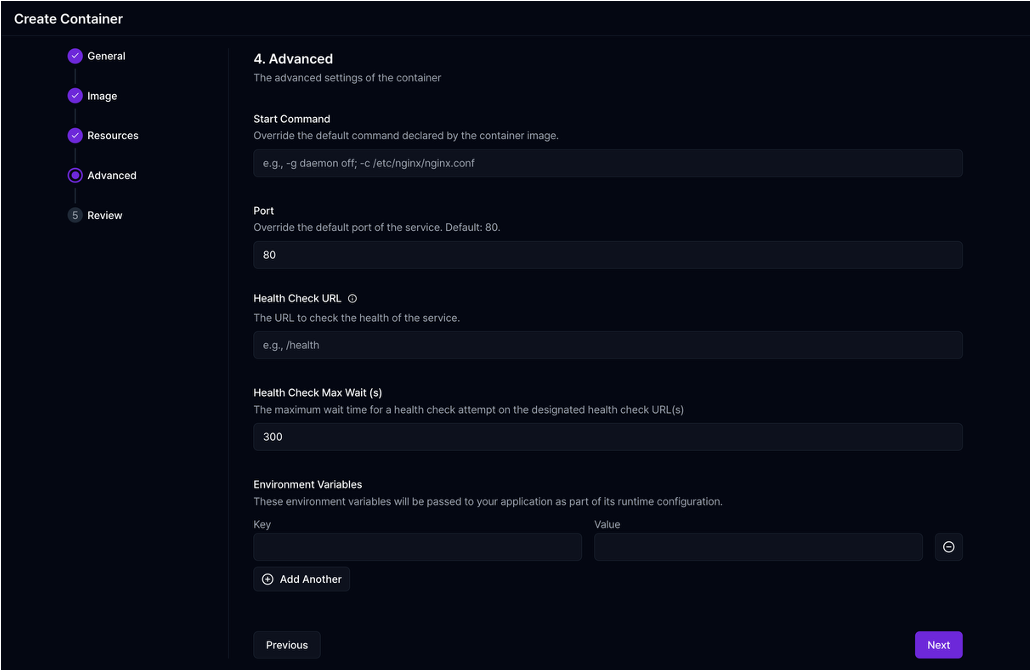 Create Container
General
Image
Resources
Advanced
5 Review
4. Advanced
The advanced settings of the container
Start Command
Override the default command declared by the container image.
e.g., -g daemon off; -c /etc/nginx/nginx.conf
Port
Override the default port of the service. Default: 80.
80
Health Check URL
The URL to check the health of the service.
e.g., /health
Health Check Max Wait (s)
The maximum wait time for a health check attempt on the designated health check URL(s)
300
Environment Variables
These environment variables will be passed to your application as part of its runtime configuration.
Key Value
Add Another
Previous Next